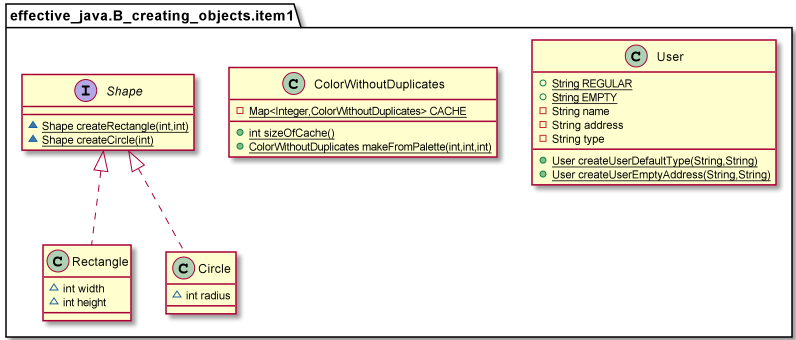 effective_java.B_creating_objects.item1
I Shape
Shape createRectangle(int,int)
Shape createCircle(int)
C ColorWithoutDuplicates
Map<Integer,ColorWithoutDuplicates> CACHE
int sizeOfCache()
ColorWithoutDuplicates makeFromPalette(int,int,int)
C User
String REGULAR
String EMPTY
String name
String address
String type
User createUserDefaultType(String,String)
User createUserEmptyAddress(String,String)
C Rectangle
int width
int height
C Circle
int radius